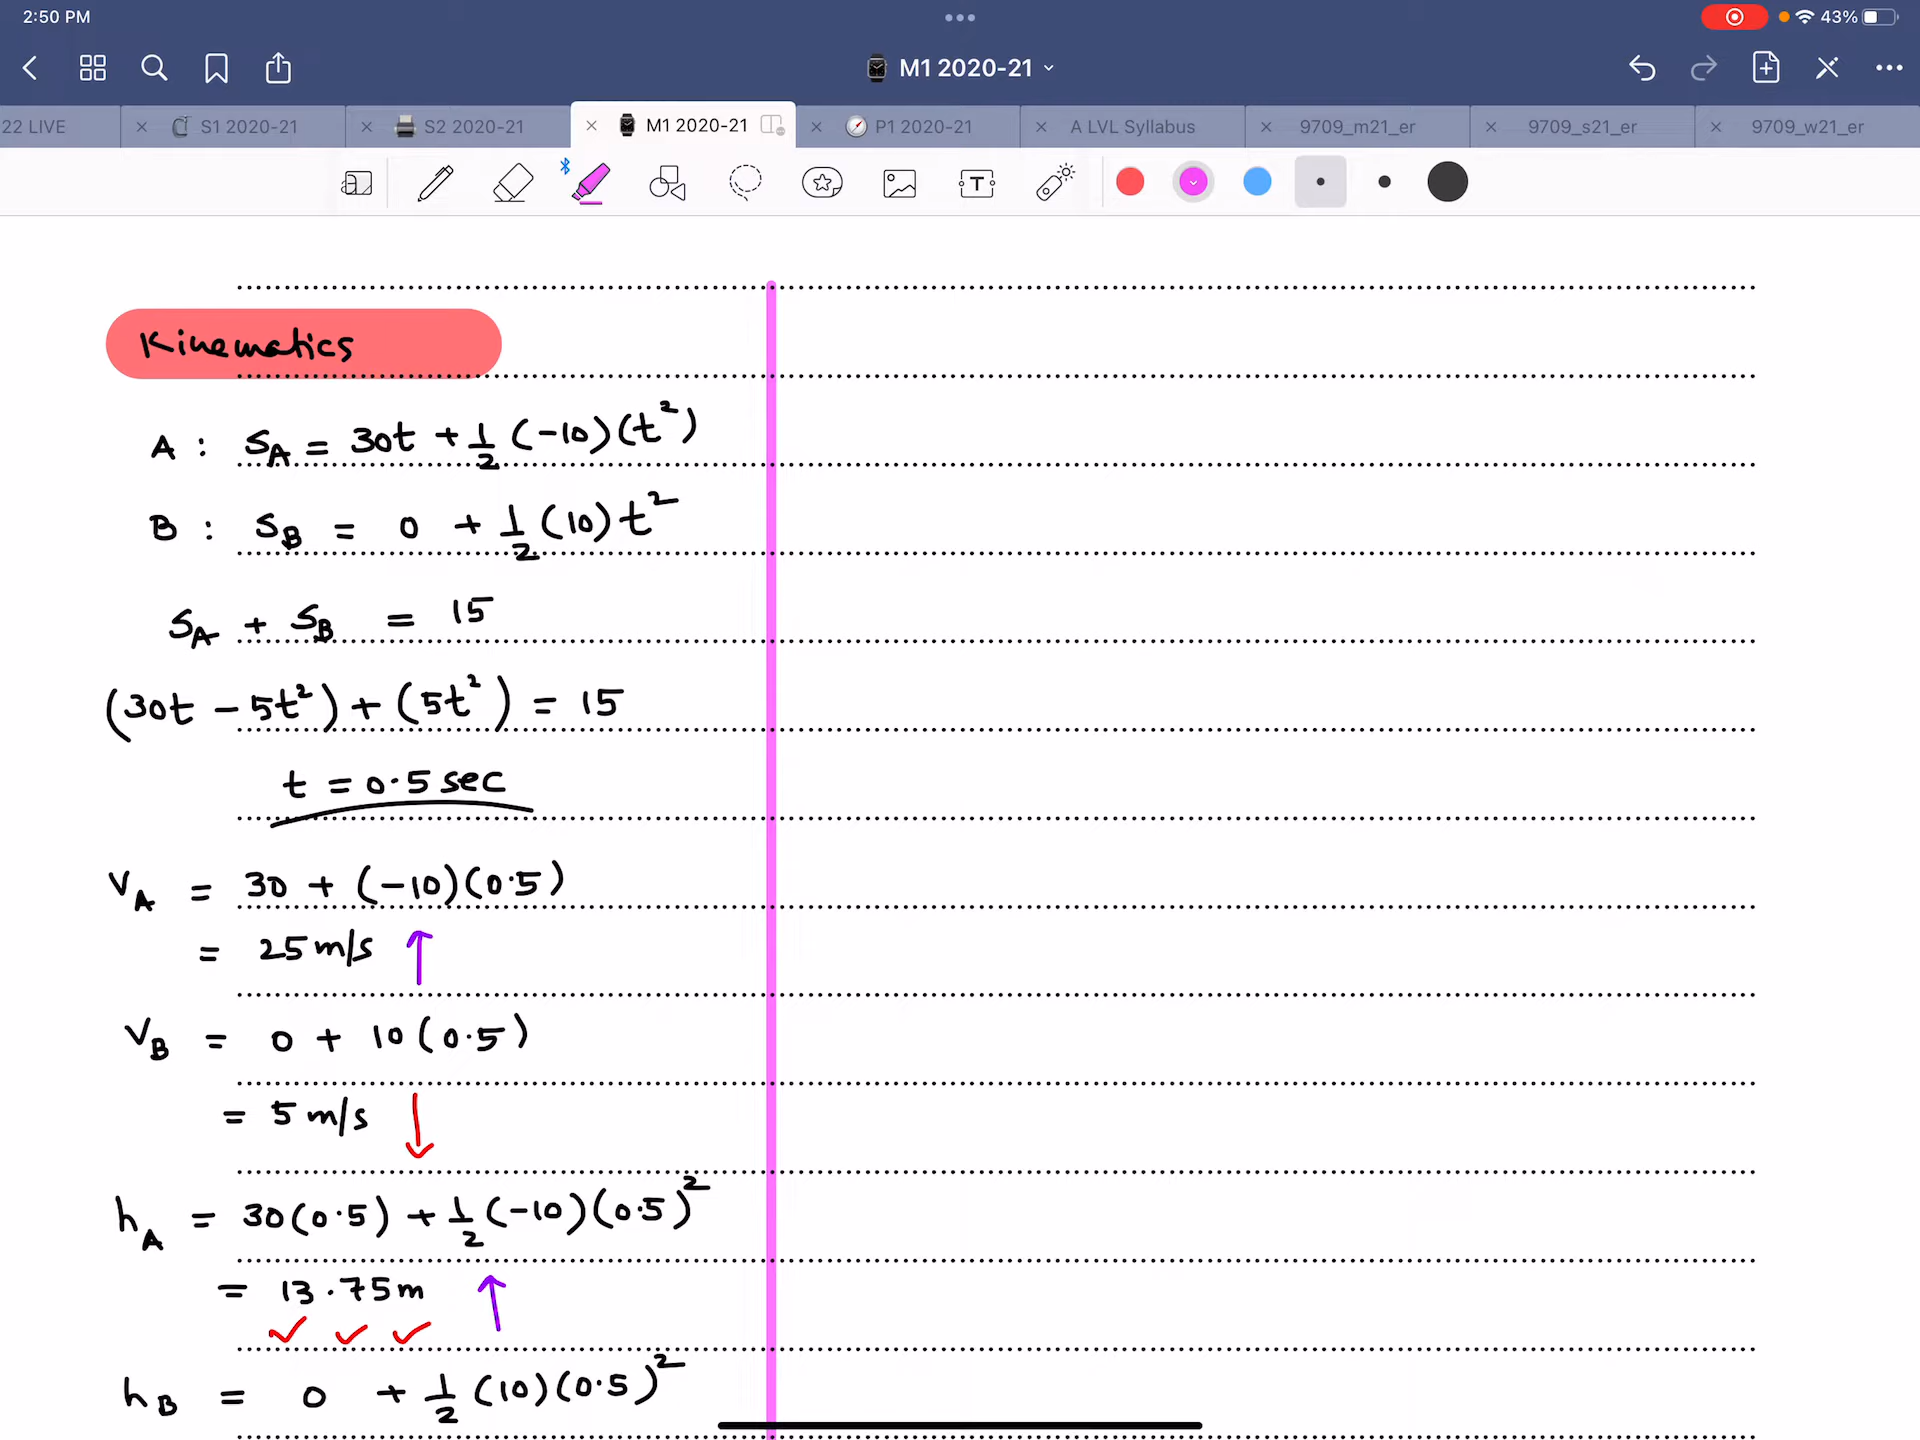 2:50 PM
43%
M1 2020-21
22 LIVE
S1 2020-21
S2 2020-21
M1 2020-21
P1 2020-21
A LVL Syllabus
9709_m21_er
9709_s21_er
9709_w21_er
Kinematics
A : S_A = 30t + 1/2 (-10)(t²)
B : S_B = 0 + 1/2 (10) t²
S_A + S_B = 15
(30t - 5t²) + (5t²) = 15
t = 0.5 sec
V_A = 30 + (-10)(0.5)
= 25 m/s ↑
V_B = 0 + 10 (0.5)
= 5 m/s ↓
h_A = 30(0.5) + 1/2 (-10)(0.5)²
= 13.75m ↑
h_B = 0 + 1/2 (10)(0.5)²